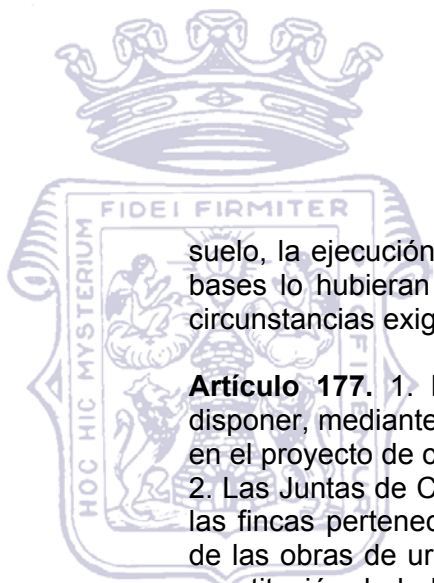 FIDEI FIRMITER
HOC HIC MYSTERIUM
suelo, la ejecución
bases lo hubieran
circunstancias exig
Artículo 177. 1.
disponer, mediante
en el proyecto de c
2. Las Juntas de C
las fincas pertenec
de las obras de ur